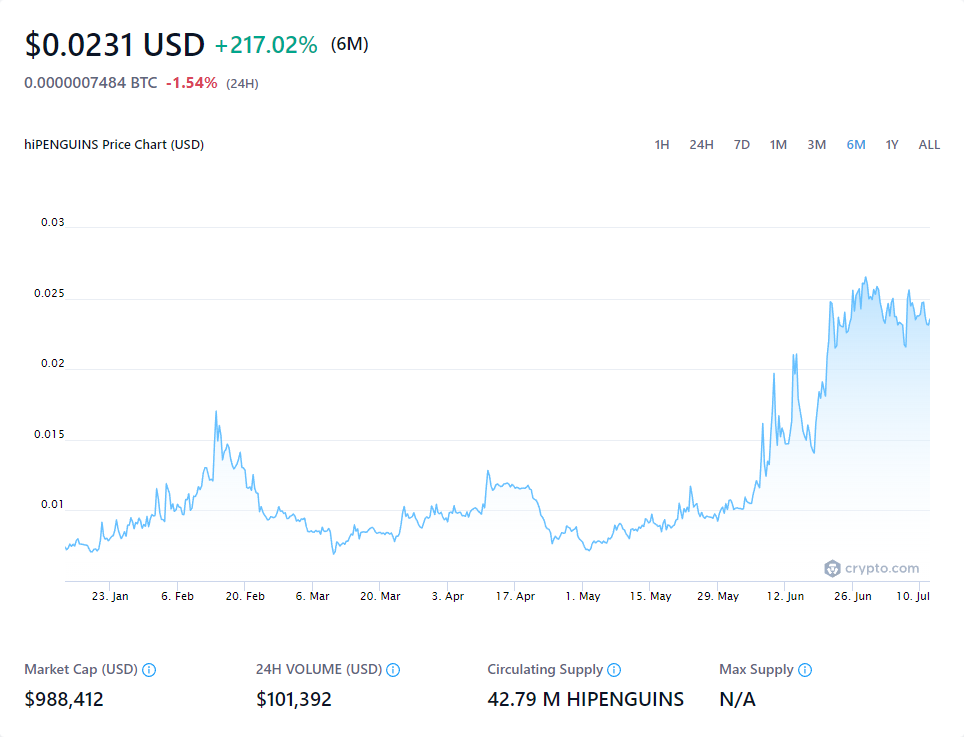 $0.0231 USD +217.02% (6M)
0.0000007484 BTC -1.54% (24H)
hiPENGUINS Price Chart (USD) 1H 24H 7D 1M 3M 6M 1Y ALL
0.03
0.025
0.02
0.015
0.01
crypto.com
23. Jan 6. Feb 20. Feb 6. Mar 20. Mar 3. Apr 17. Apr 1. May 15. May 29. May 12. Jun 26. Jun 10. Jul
Market Cap (USD) 24H VOLUME (USD) Circulating Supply Max Supply
$988,412 $101,392 42.79 M HIPENGUINS N/A